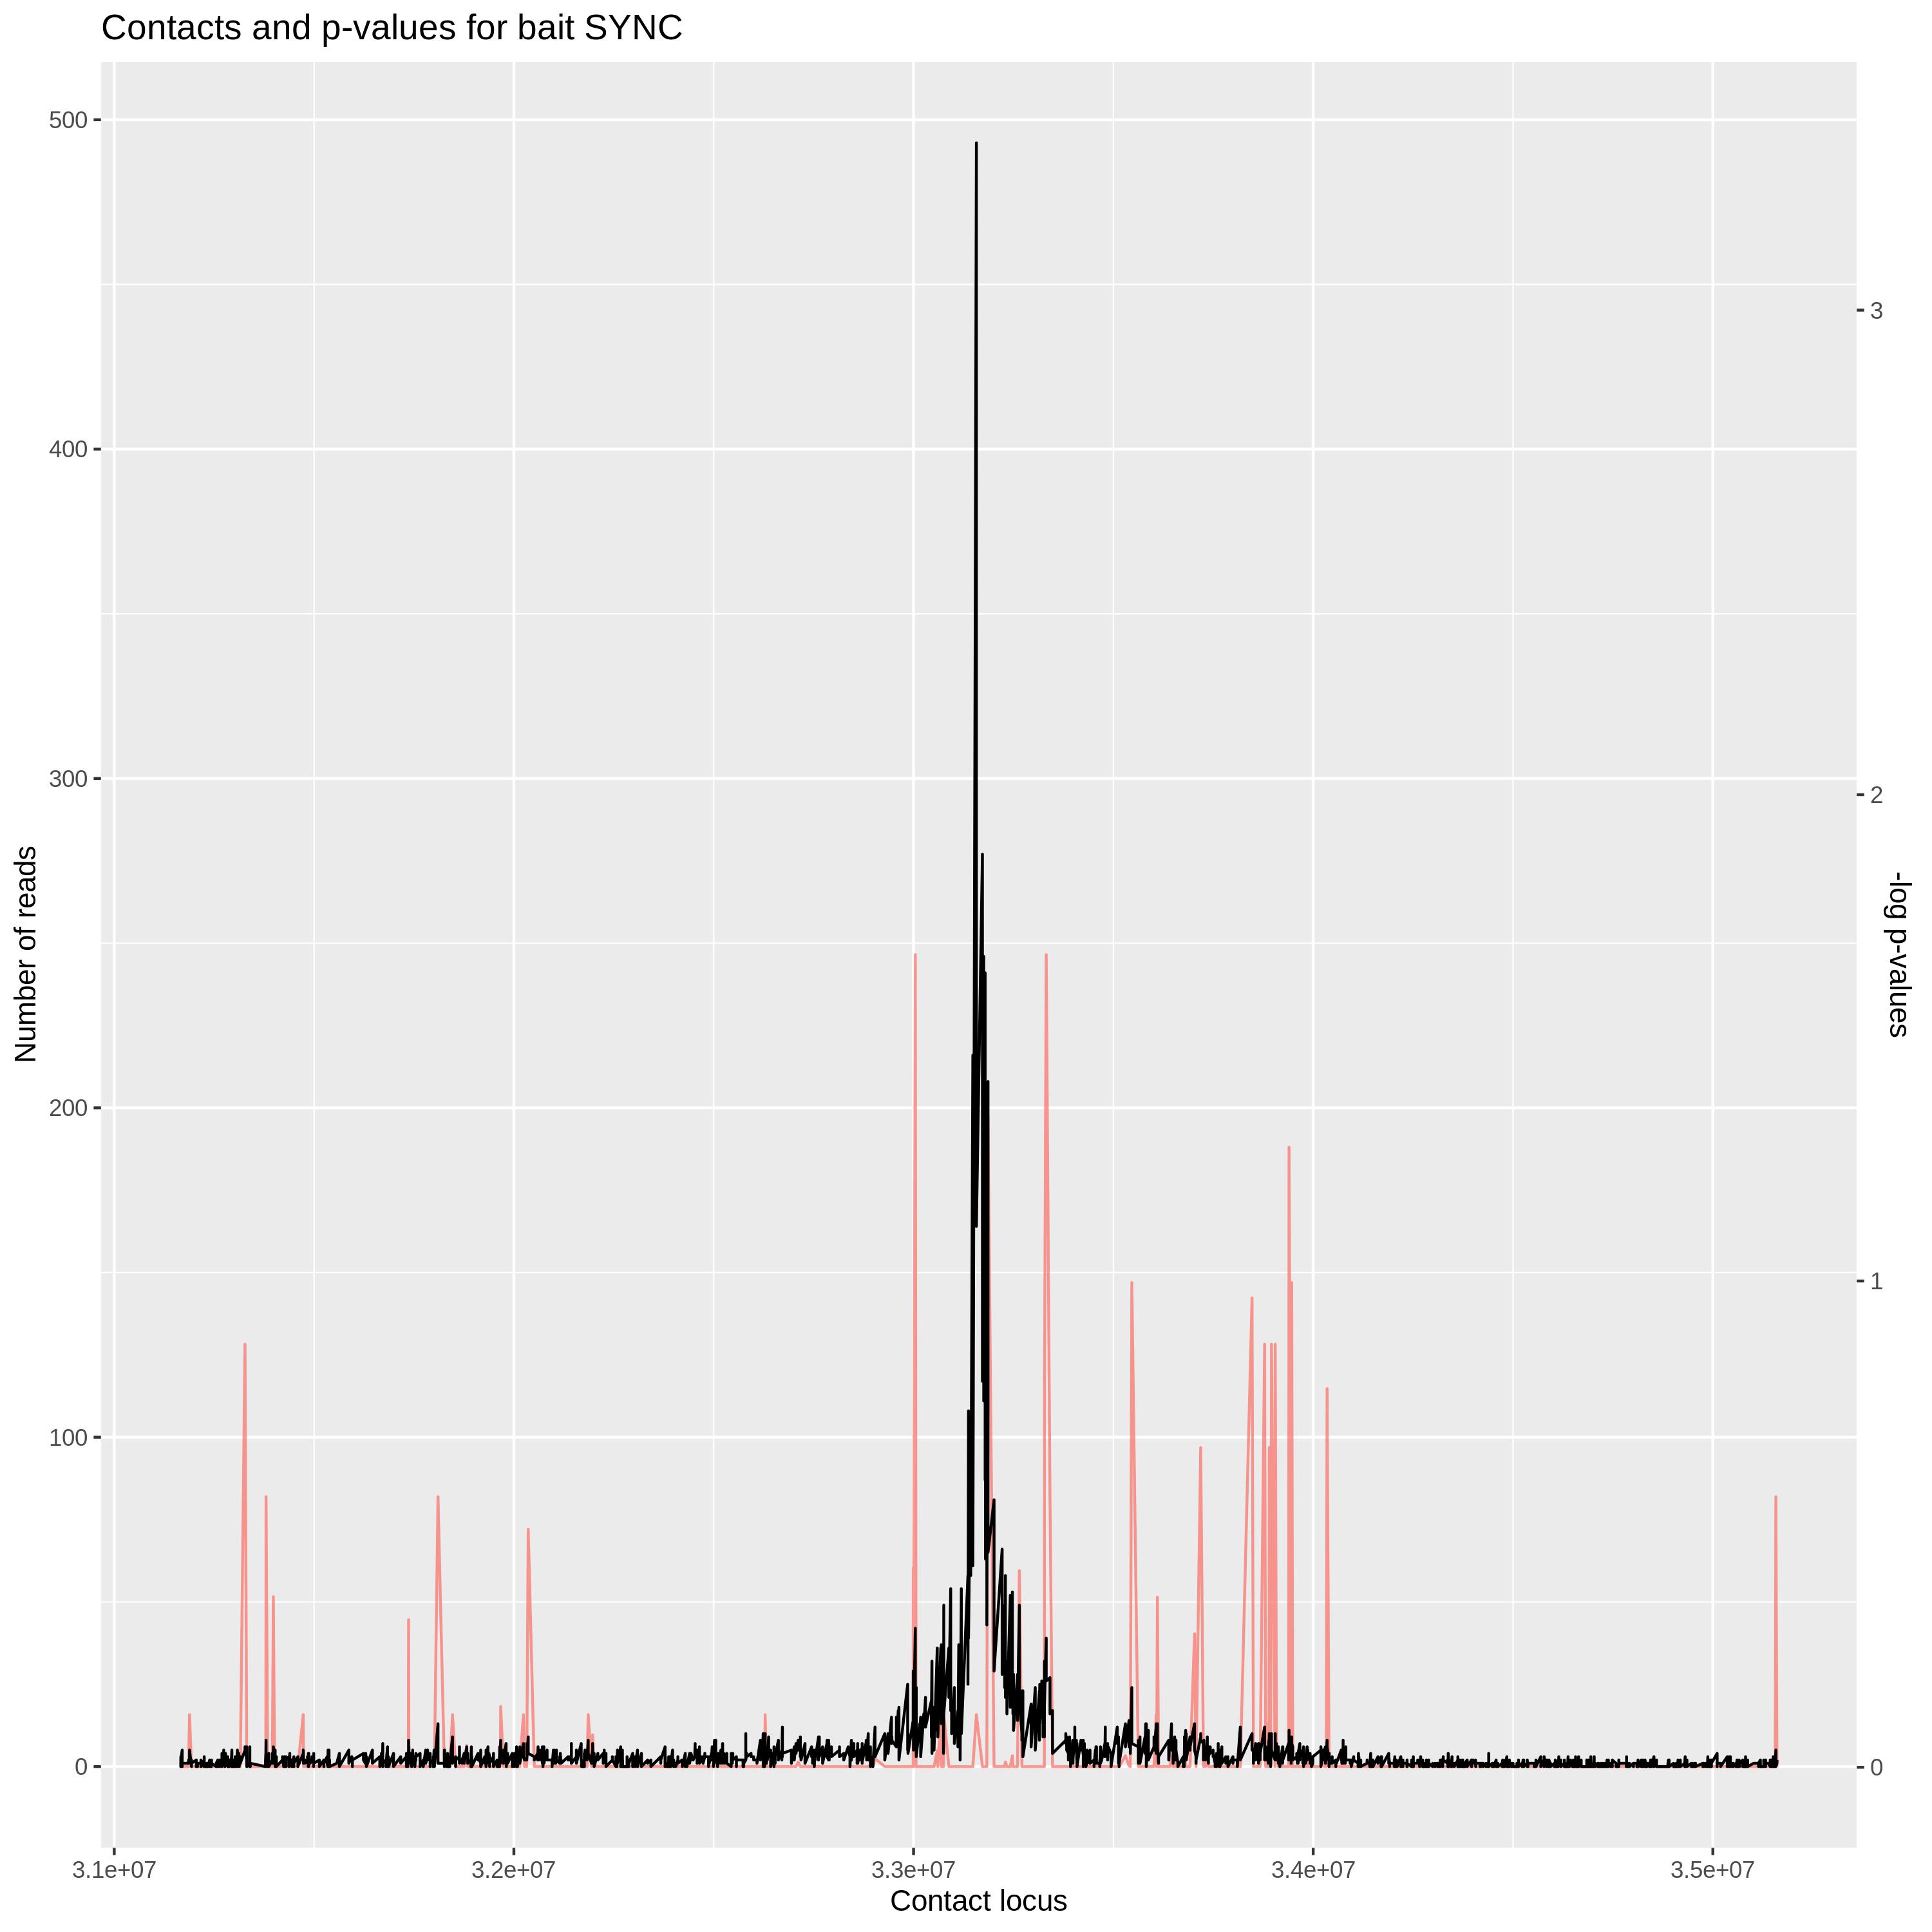 Contacts and p-values for bait SYNC
500
400
300
200
100
0
Number of reads
3
2
1
0
-log p-values
3.1e+07 3.2e+07 3.3e+07 3.4e+07 3.5e+07
Contact locus